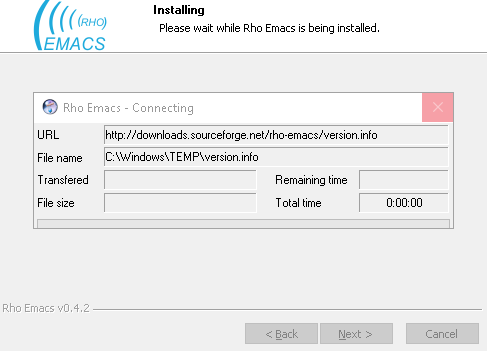 (RHO)
EMACS
Installing
Please wait while Rho Emacs is being installed.
Rho Emacs - Connecting
URL http://downloads.sourceforge.net/rho-emacs/version.info
File name C:\Windows\TEMP\version.info
Transfered Remaining time
File size Total time 0:00:00
Rho Emacs v0.4.2
< Back Next > Cancel